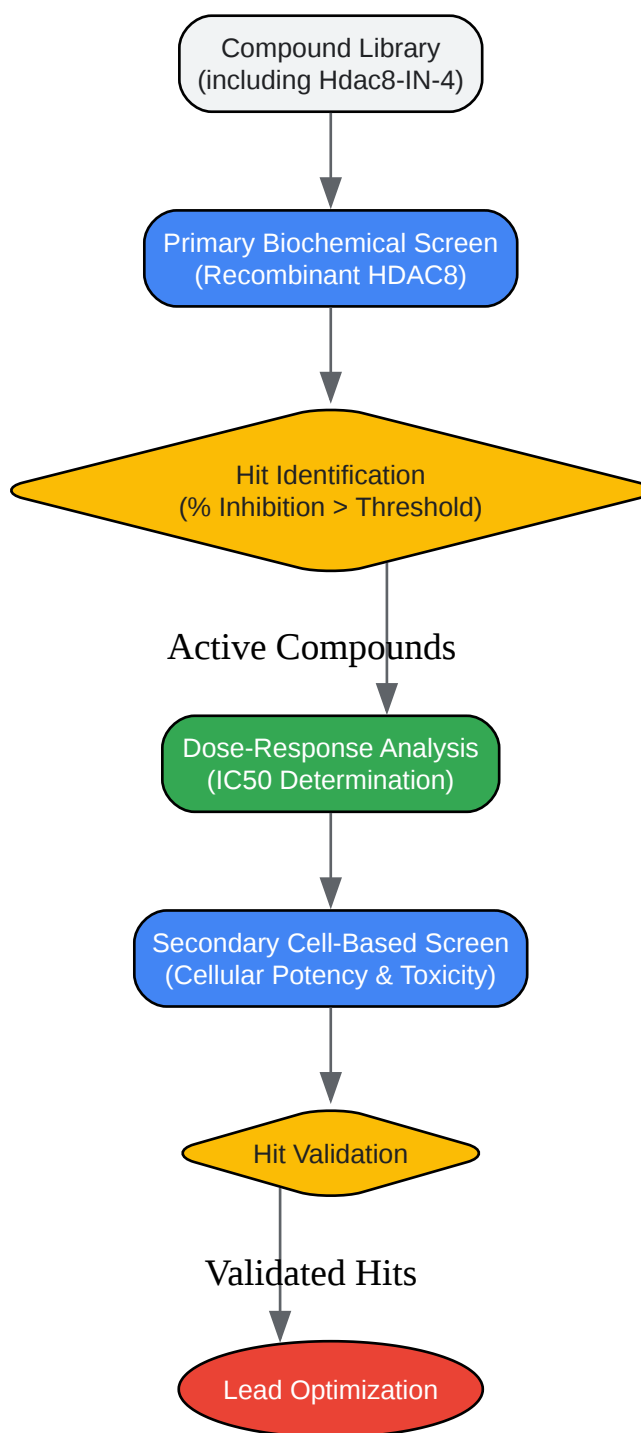 Compound Library
(including Hdac8-IN-4)
Primary Biochemical Screen
(Recombinant HDAC8)
Hit Identification
(% Inhibition > Threshold)
Active Compounds
Dose-Response Analysis
(IC50 Determination)
Secondary Cell-Based Screen
(Cellular Potency & Toxicity)
Hit Validation
Validated Hits
Lead Optimization